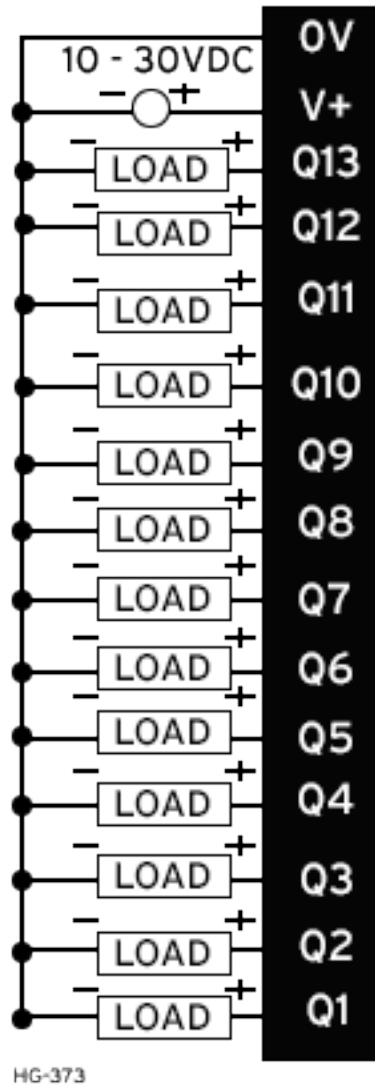 0V
10 - 30VDC
- + V+
- LOAD + Q13
- LOAD + Q12
- LOAD + Q11
- LOAD + Q10
- LOAD + Q9
- LOAD + Q8
- LOAD + Q7
- LOAD + Q6
- LOAD + Q5
- LOAD + Q4
- LOAD + Q3
- LOAD + Q2
- LOAD + Q1
HG-373